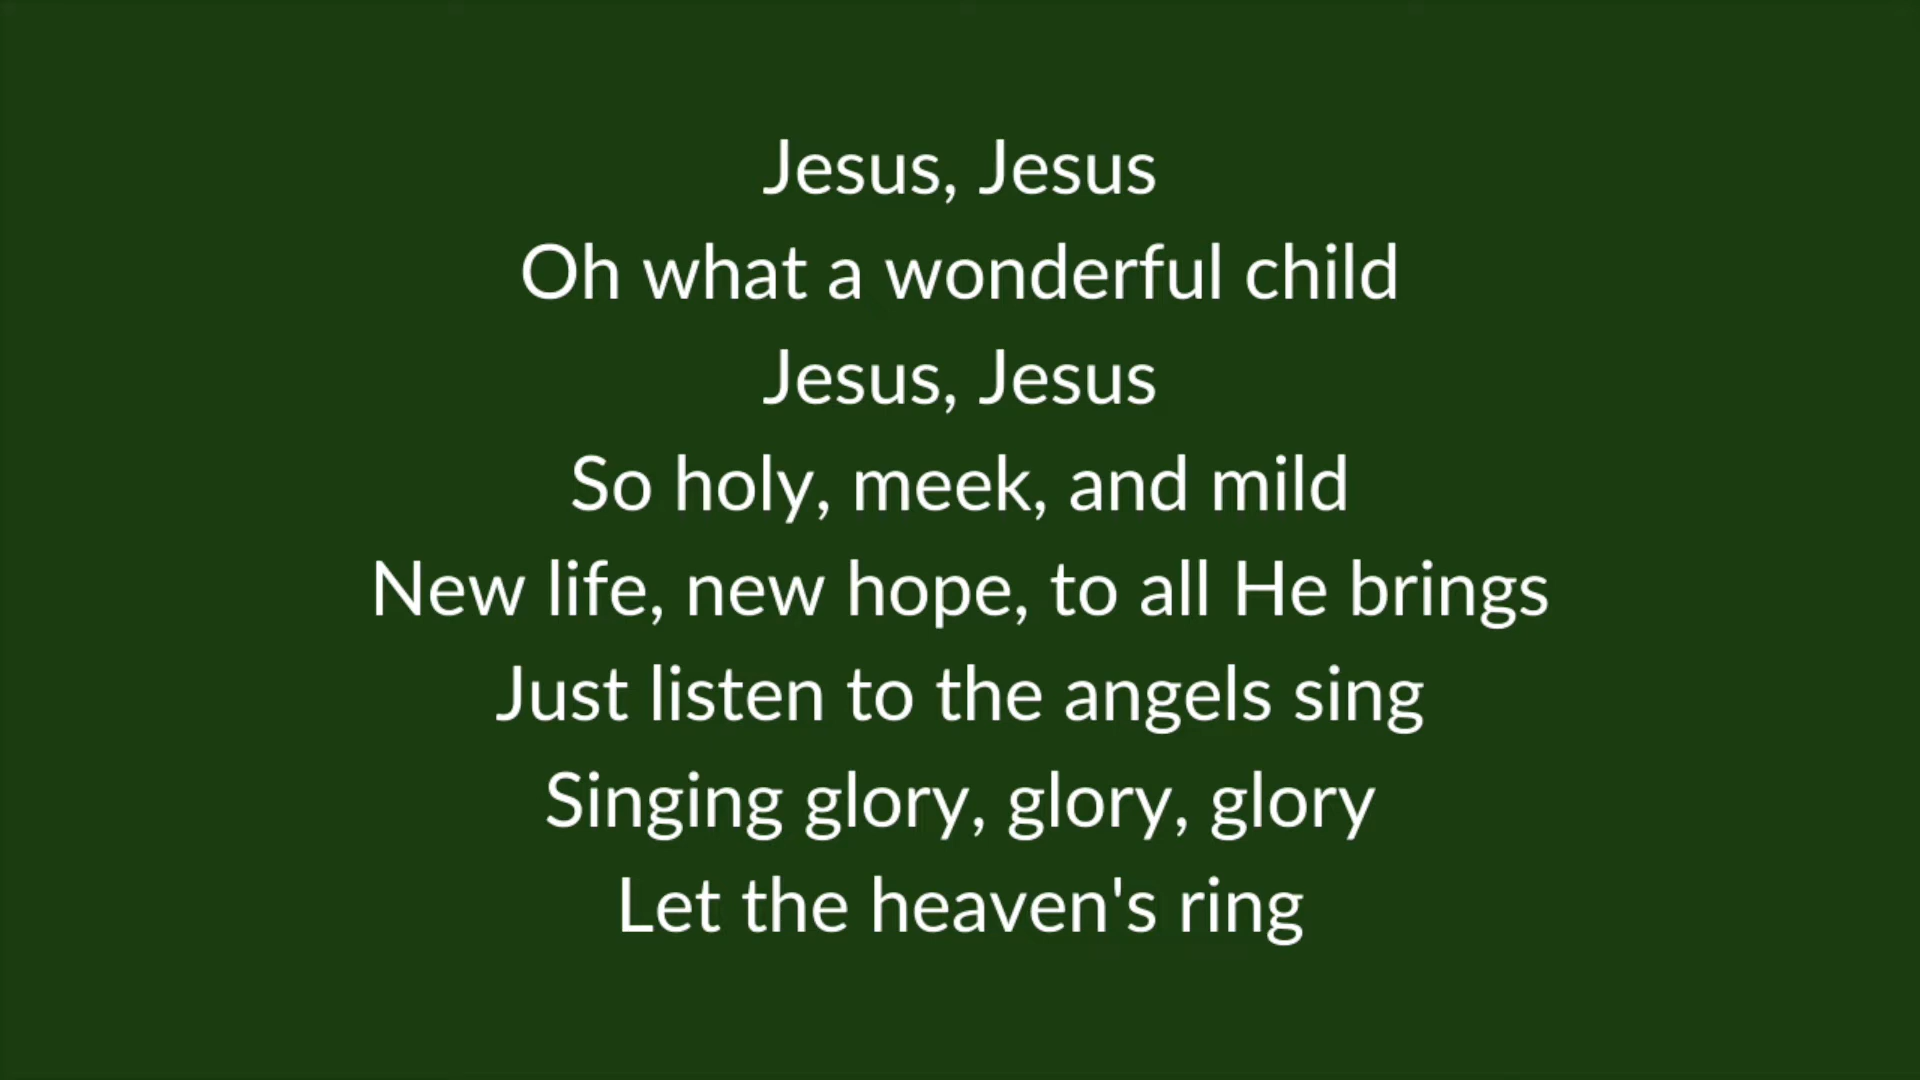 Jesus, Jesus
Oh what a wonderful child
Jesus, Jesus
So holy, meek, and mild
New life, new hope, to all He brings
Just listen to the angels sing
Singing glory, glory, glory
Let the heaven's ring